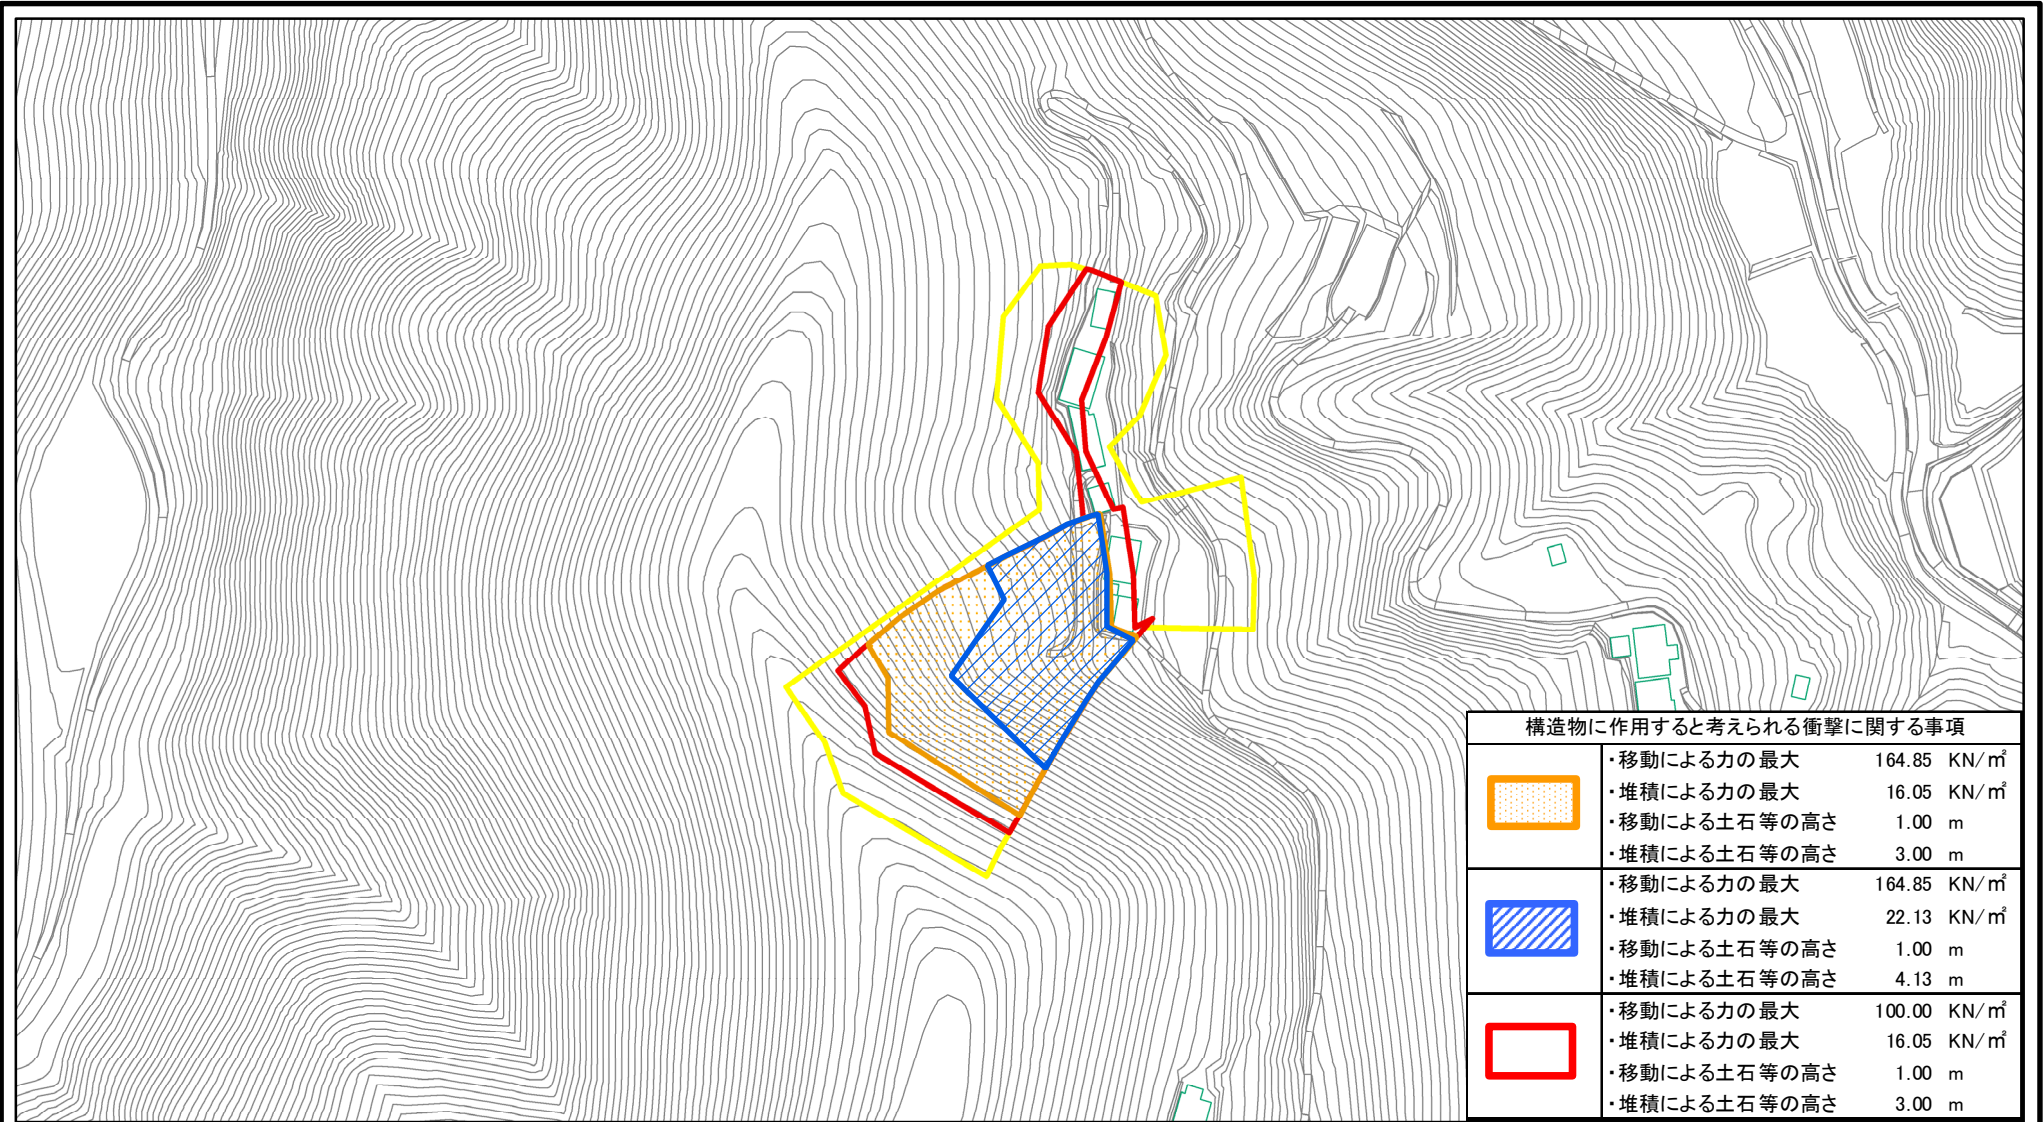 構造物に作用すると考えられる衝撃に関する事項
・移動による力の最大 164.85 KN/㎡
・堆積による力の最大 16.05 KN/㎡
・移動による土石等の高さ 1.00 m
・堆積による土石等の高さ 3.00 m
・移動による力の最大 164.85 KN/㎡
・堆積による力の最大 22.13 KN/㎡
・移動による土石等の高さ 1.00 m
・堆積による土石等の高さ 4.13 m
・移動による力の最大 100.00 KN/㎡
・堆積による力の最大 16.05 KN/㎡
・移動による土石等の高さ 1.00 m
・堆積による土石等の高さ 3.00 m